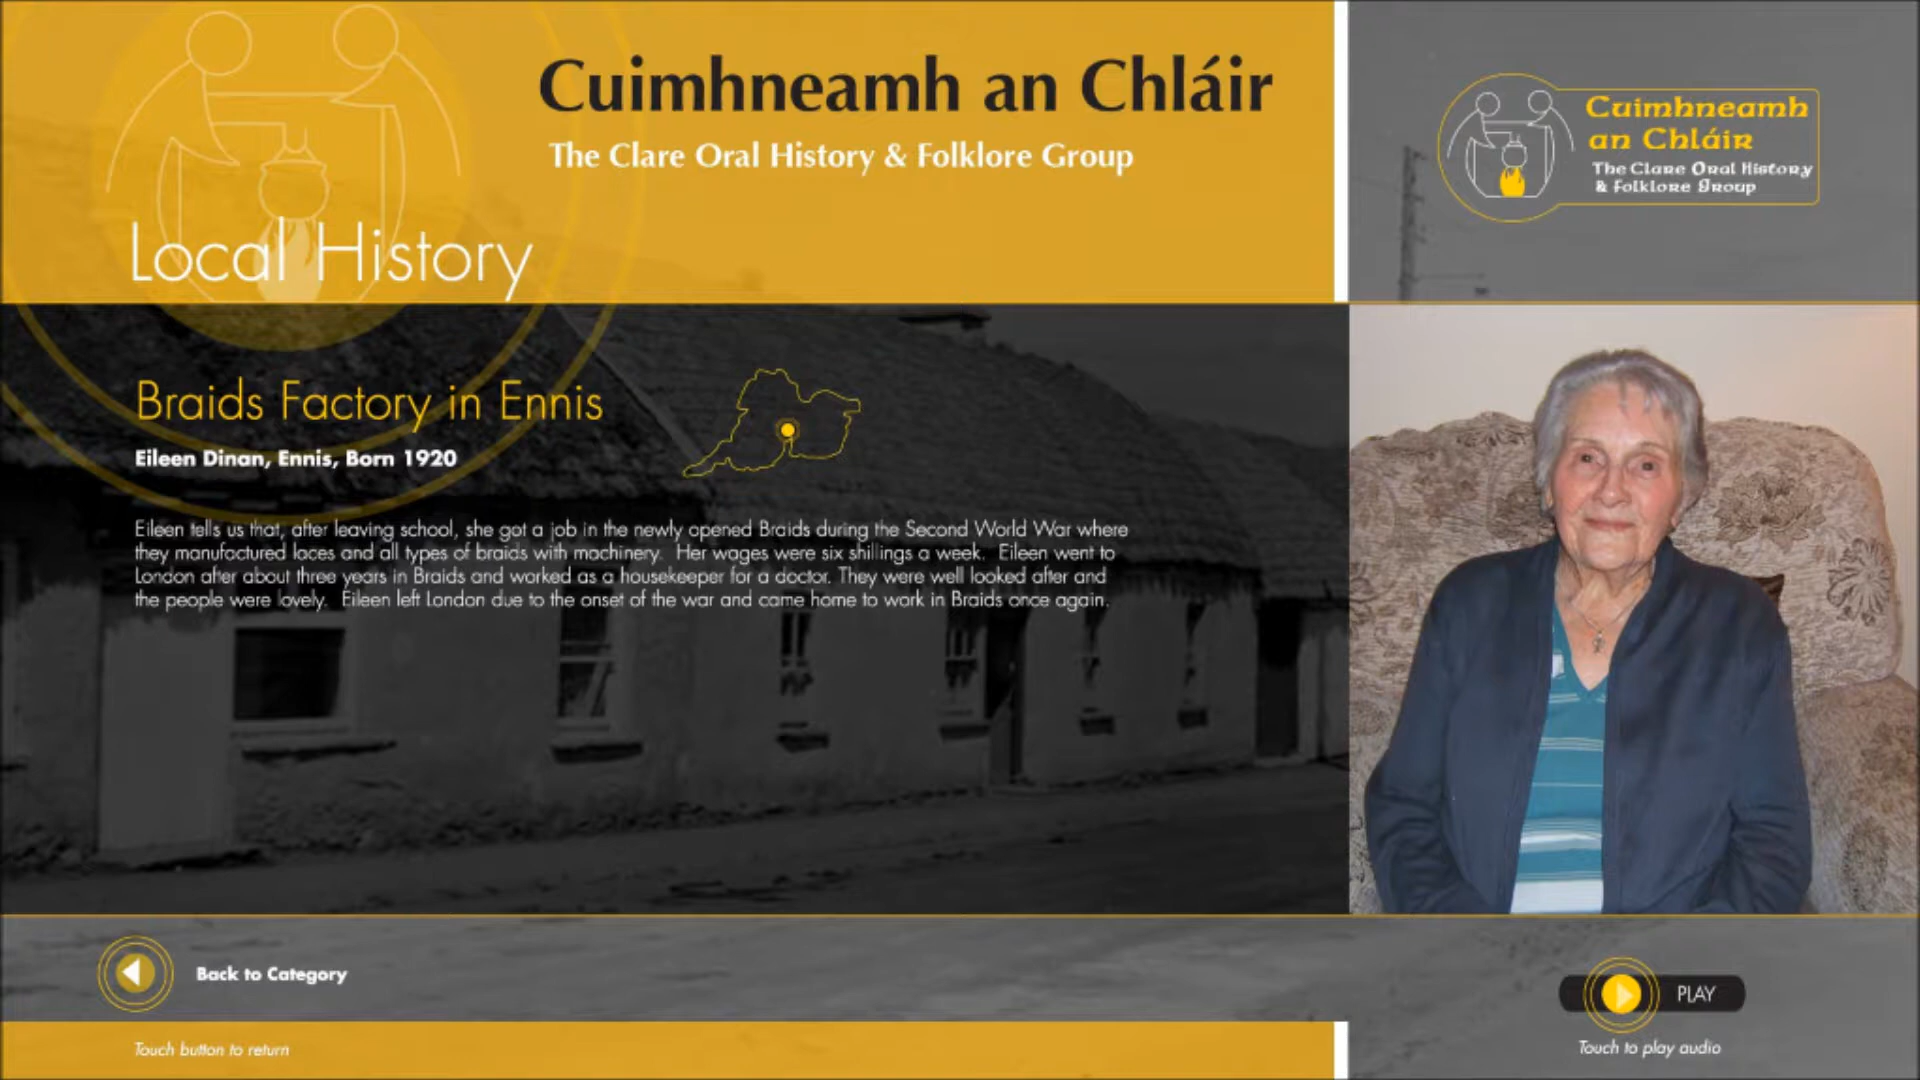 Cuimhneamh an Chláir
The Clare Oral History & Folklore Group
Cuimhneamh
an Chláir
The Clare Oral History
& Folklore Group
Local History
Braids Factory in Ennis
Eileen Dinan, Ennis, Born 1920
Eileen tells us that, after leaving school, she got a job in the newly opened Braids during the Second World War where
they manufactured laces and all types of braids with machinery. Her wages were six shillings a week. Eileen went to
London after about three years in Braids and worked as a housekeeper for a doctor. They were well looked after and
the people were lovely. Eileen left London due to the onset of the war and came home to work in Braids once again.
Back to Category
PLAY
Touch button to return
Touch to play audio